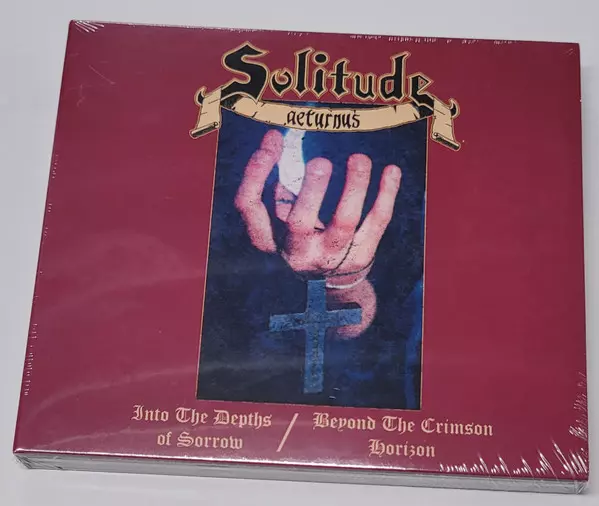 Solitude
aeturnus
Into The Depths
of Sorrow
/
Beyond The Crimson
Horizon